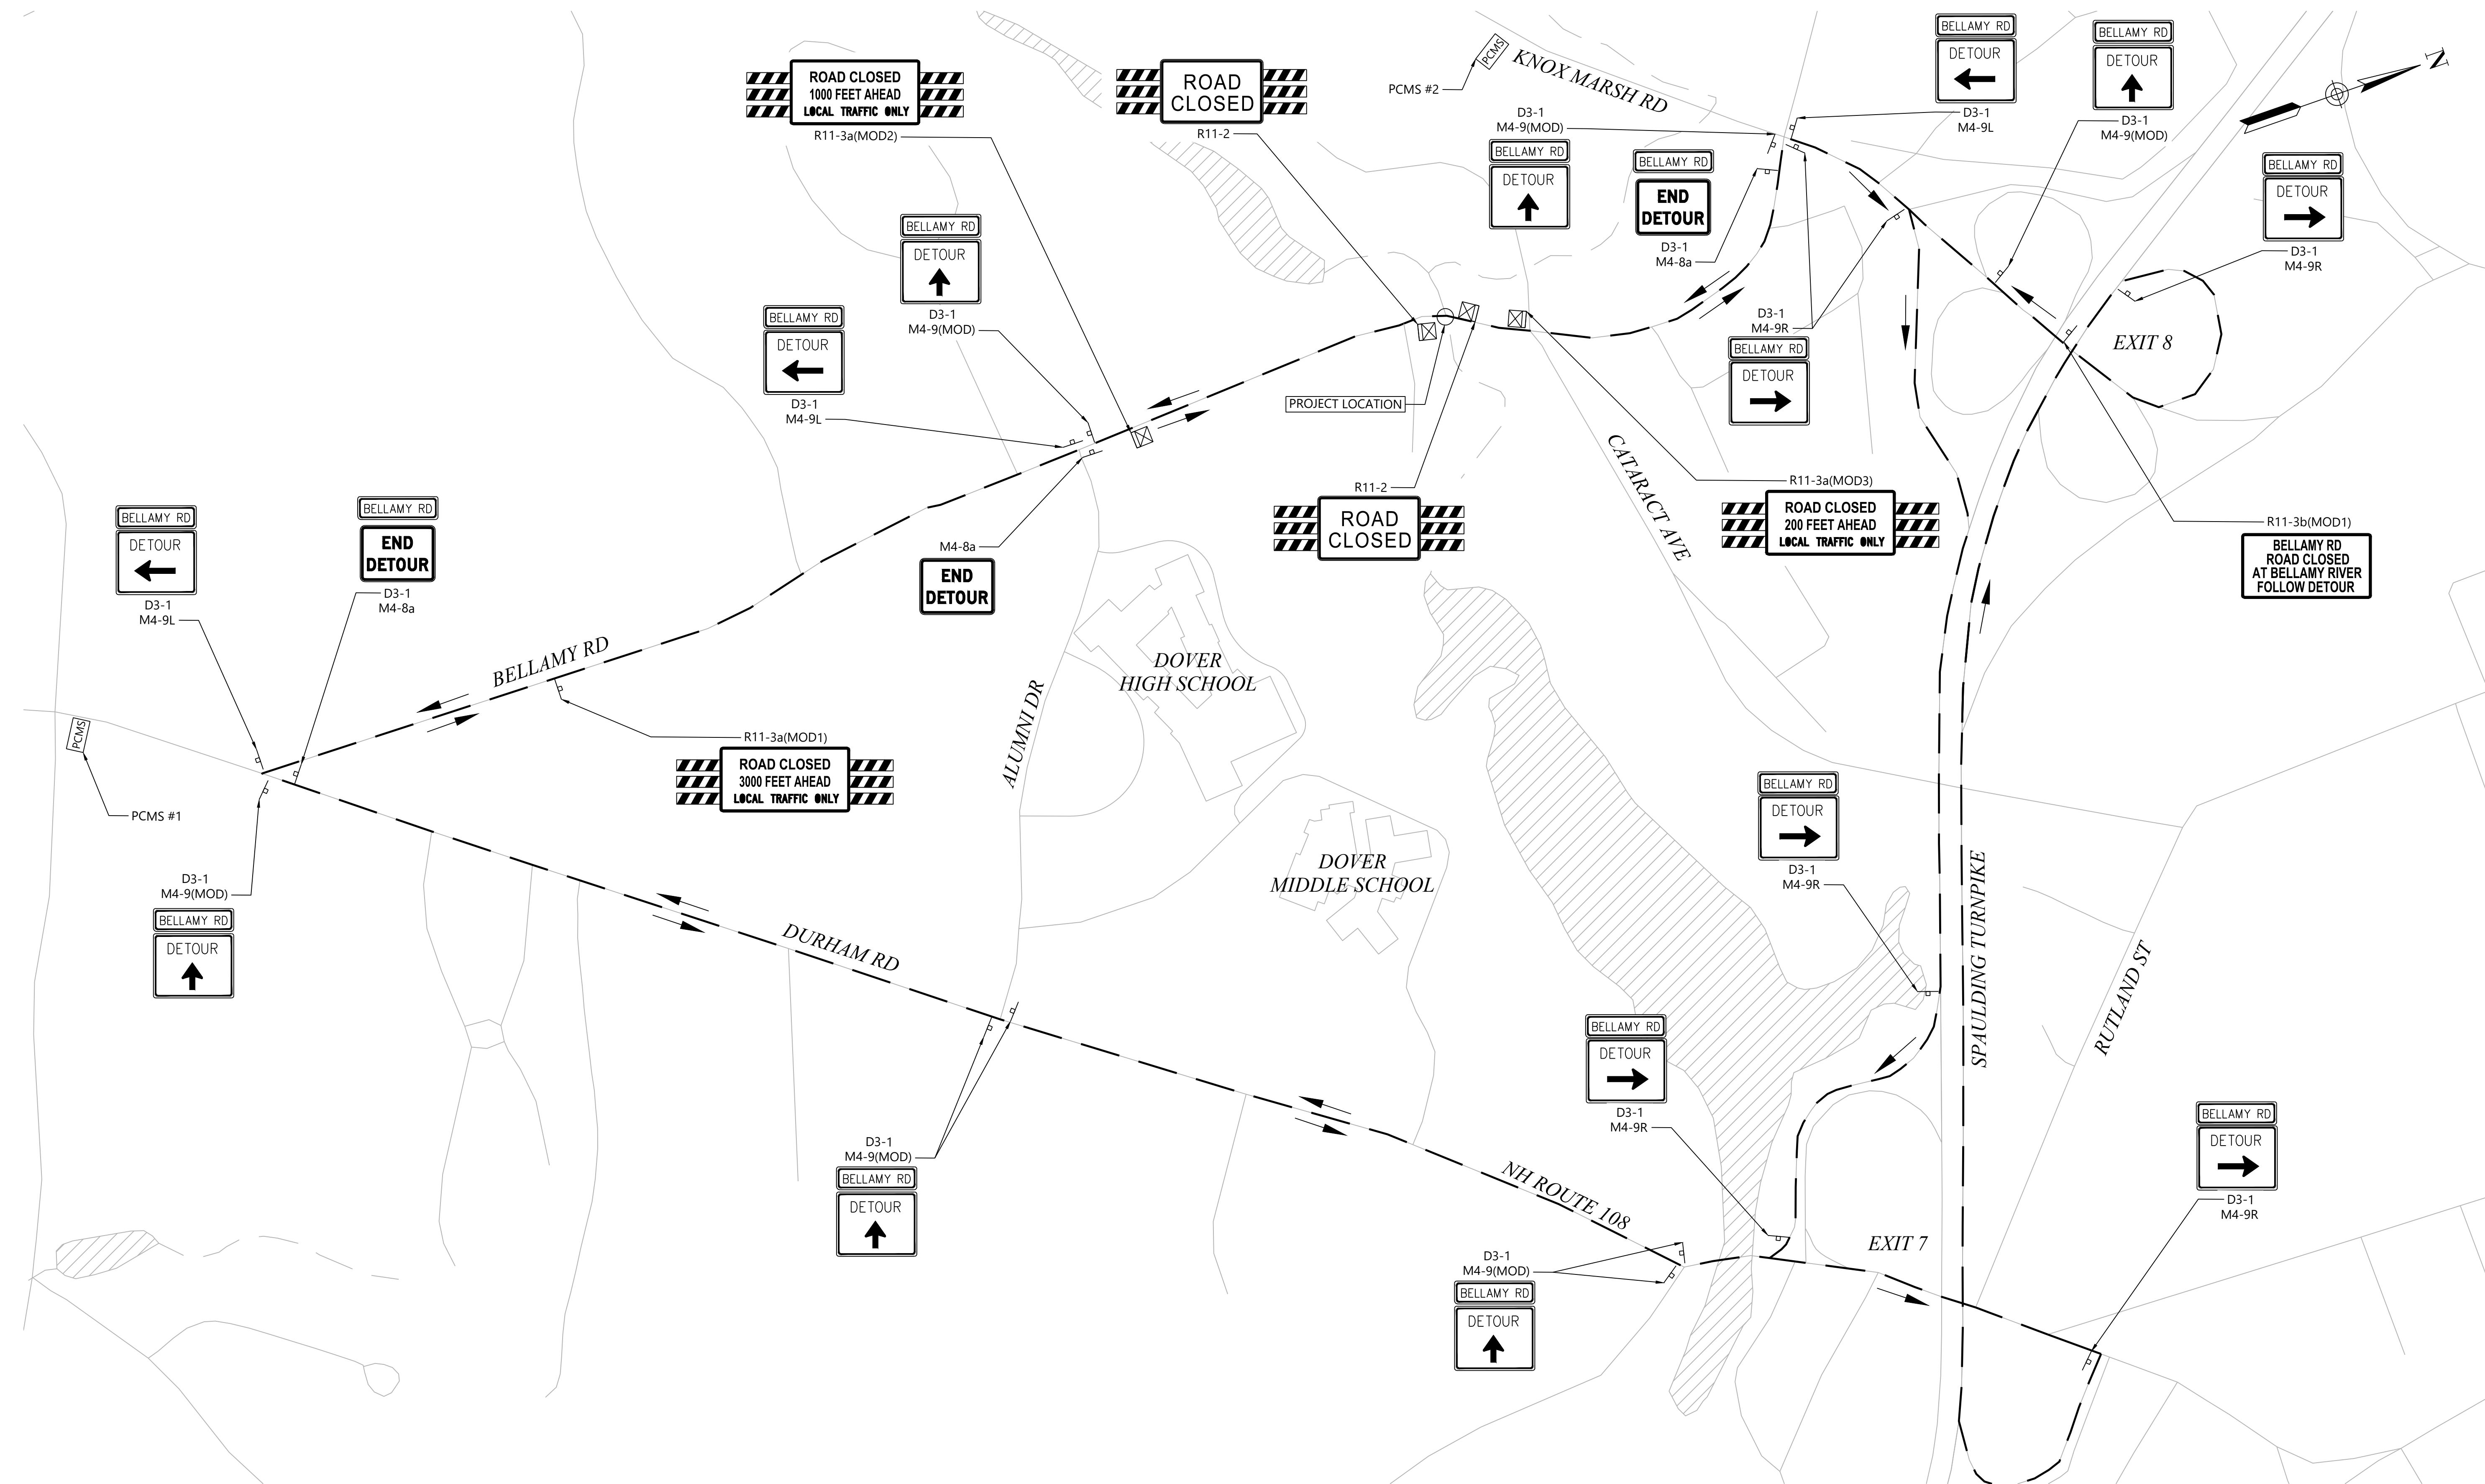 BELLAMY RD
DETOUR
D3-1
M4-9L
BELLAMY RD
DETOUR
D3-1
M4-9(MOD)
N
ROAD CLOSED
1000 FEET AHEAD
LOCAL TRAFFIC ONLY
R11-3a(MOD2)
ROAD
CLOSED
R11-2
PCMS
PCMS #2
KNOX MARSH RD
D3-1
M4-9(MOD)
BELLAMY RD
DETOUR
BELLAMY RD
END
DETOUR
D3-1
M4-8a
BELLAMY RD
DETOUR
D3-1
M4-9R
BELLAMY RD
DETOUR
D3-1
M4-9(MOD)
BELLAMY RD
DETOUR
D3-1
M4-9L
D3-1
M4-9R
BELLAMY RD
DETOUR
EXIT 8
PROJECT LOCATION
CATARACT AVE
R11-2
ROAD
CLOSED
R11-3a(MOD3)
ROAD CLOSED
200 FEET AHEAD
LOCAL TRAFFIC ONLY
R11-3b(MOD1)
BELLAMY RD
ROAD CLOSED
AT BELLAMY RIVER
FOLLOW DETOUR
BELLAMY RD
DETOUR
D3-1
M4-9L
BELLAMY RD
END
DETOUR
D3-1
M4-8a
M4-8a
END
DETOUR
BELLAMY RD
ALUMNI DR
DOVER
HIGH SCHOOL
PCMS
PCMS #1
R11-3a(MOD1)
ROAD CLOSED
3000 FEET AHEAD
LOCAL TRAFFIC ONLY
DOVER
MIDDLE SCHOOL
BELLAMY RD
DETOUR
D3-1
M4-9R
D3-1
M4-9(MOD)
BELLAMY RD
DETOUR
DURHAM RD
SPAULDING TURNPIKE
RUTLAND ST
BELLAMY RD
DETOUR
D3-1
M4-9R
D3-1
M4-9(MOD)
BELLAMY RD
DETOUR
NH ROUTE 108
BELLAMY RD
DETOUR
D3-1
M4-9R
EXIT 7
D3-1
M4-9(MOD)
BELLAMY RD
DETOUR